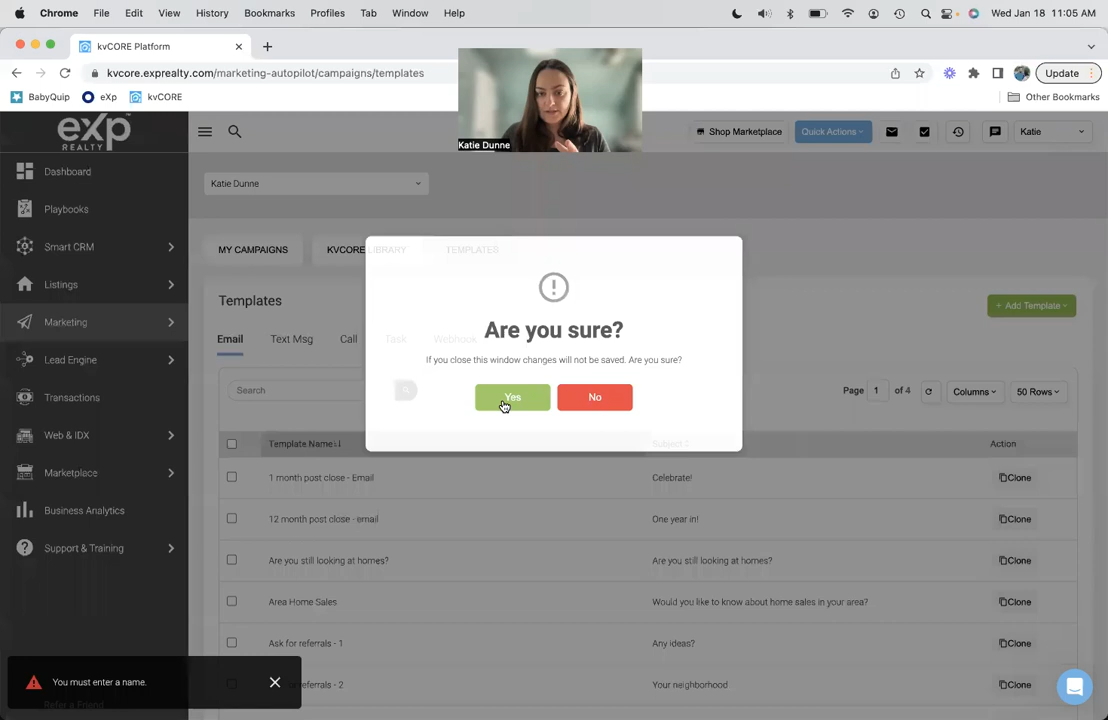 Chrome File Edit View History Bookmarks Profiles Tab Window Help Wed Jan 18 11:05 AM
kvCORE Platform
kvcore.exprealty.com/marketing-autopilot/campaigns/templates Update
BabyQuip eXp kvCORE Other Bookmarks
exp REALTY
Katie Dunne
Shop Marketplace Quick Actions Katie
Dashboard
Katie Dunne
Playbooks
Smart CRM
MY CAMPAIGNS KVCORE LIBRARY TEMPLATES
Listings
Templates + Add Template
Marketing
Are you sure?
Email Text Msg Call Task Webhook
If you close this window changes will not be saved. Are you sure?
Lead Engine
Search Page 1 of 4 Columns 50 Rows
Yes No
Transactions
Web & IDX
Template Name Subject Action
Marketplace
1 month post close - Email Celebrate! Clone
Business Analytics
12 month post close - email One year in! Clone
Support & Training
Are you still looking at homes? Are you still looking at homes? Clone
Area Home Sales Would you like to know about home sales in your area? Clone
Ask for referrals - 1 Any ideas? Clone
You must enter a name.
referrals - 2 Your neighborhood Clone
Refer a Friend